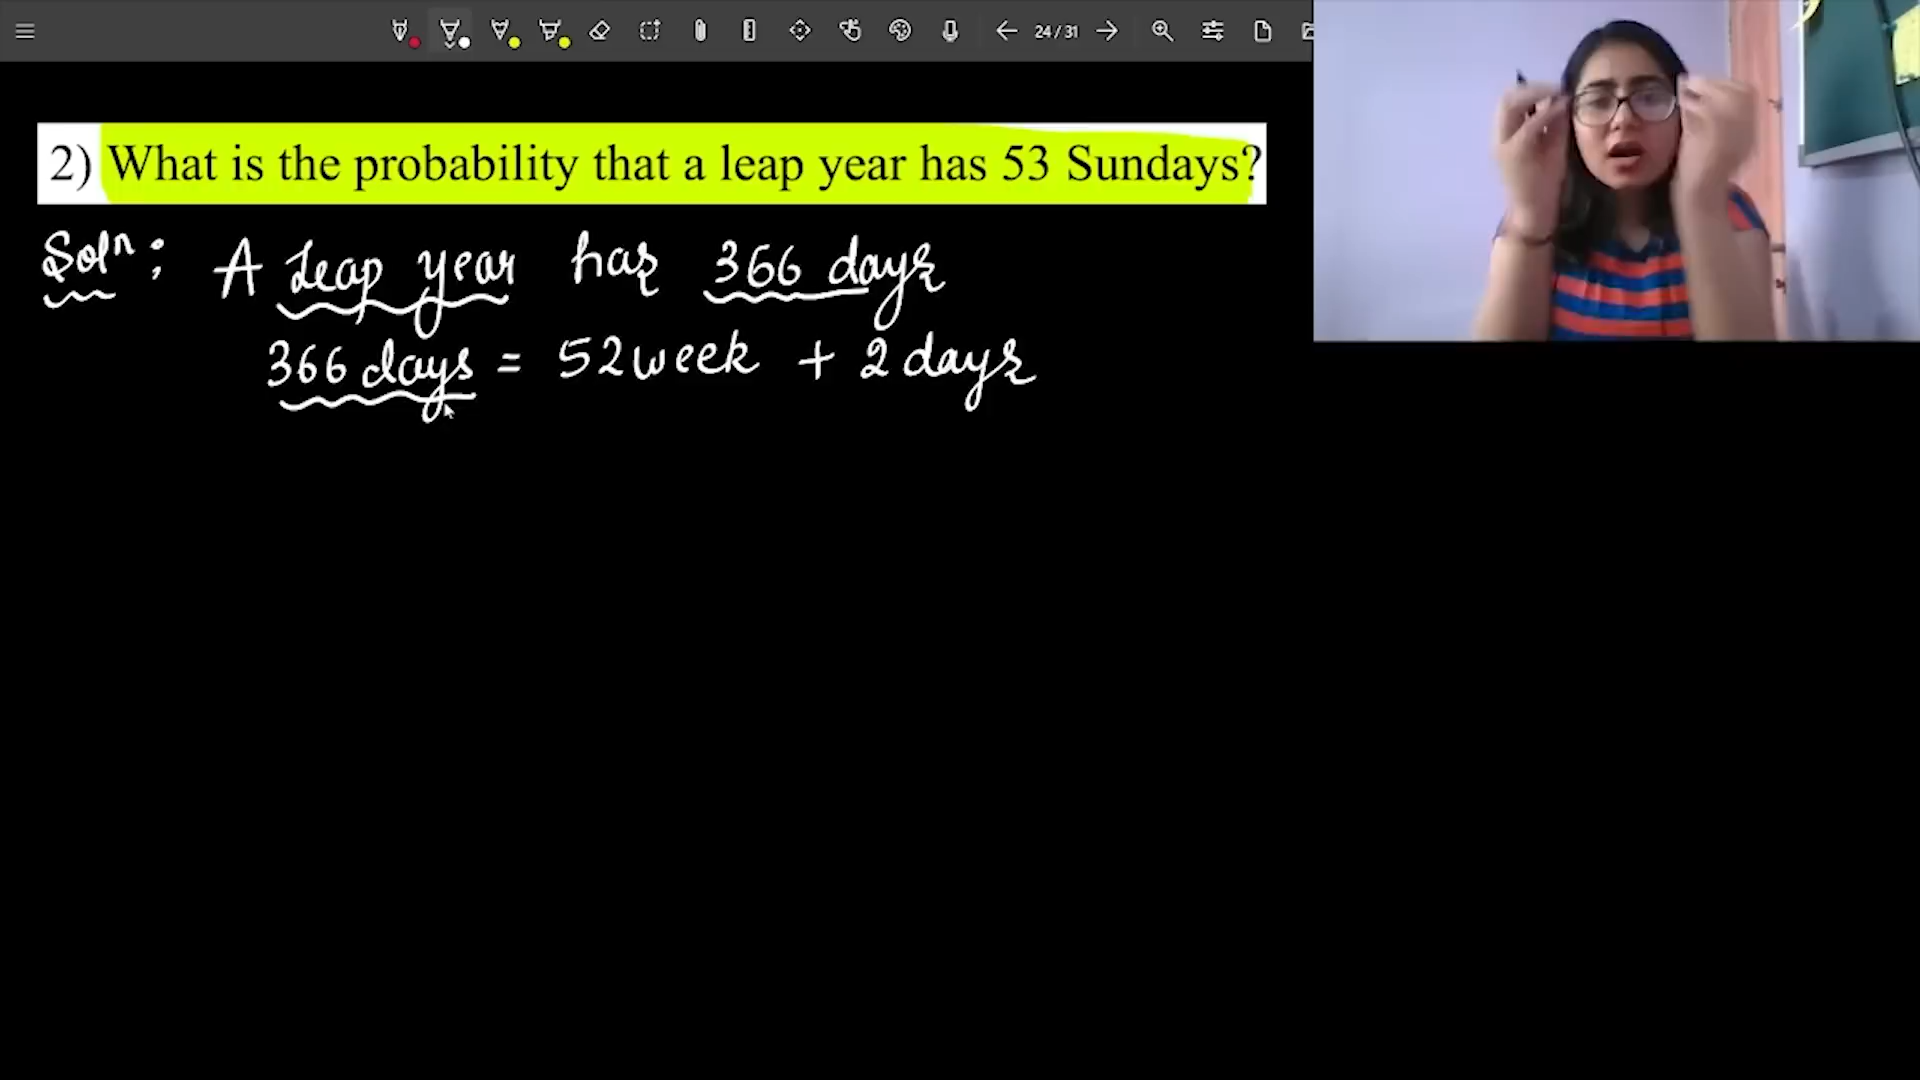 24 / 31
2) What is the probability that a leap year has 53 Sundays?
Solⁿ : A Leap year has 366 days
366 days = 52 week + 2 days